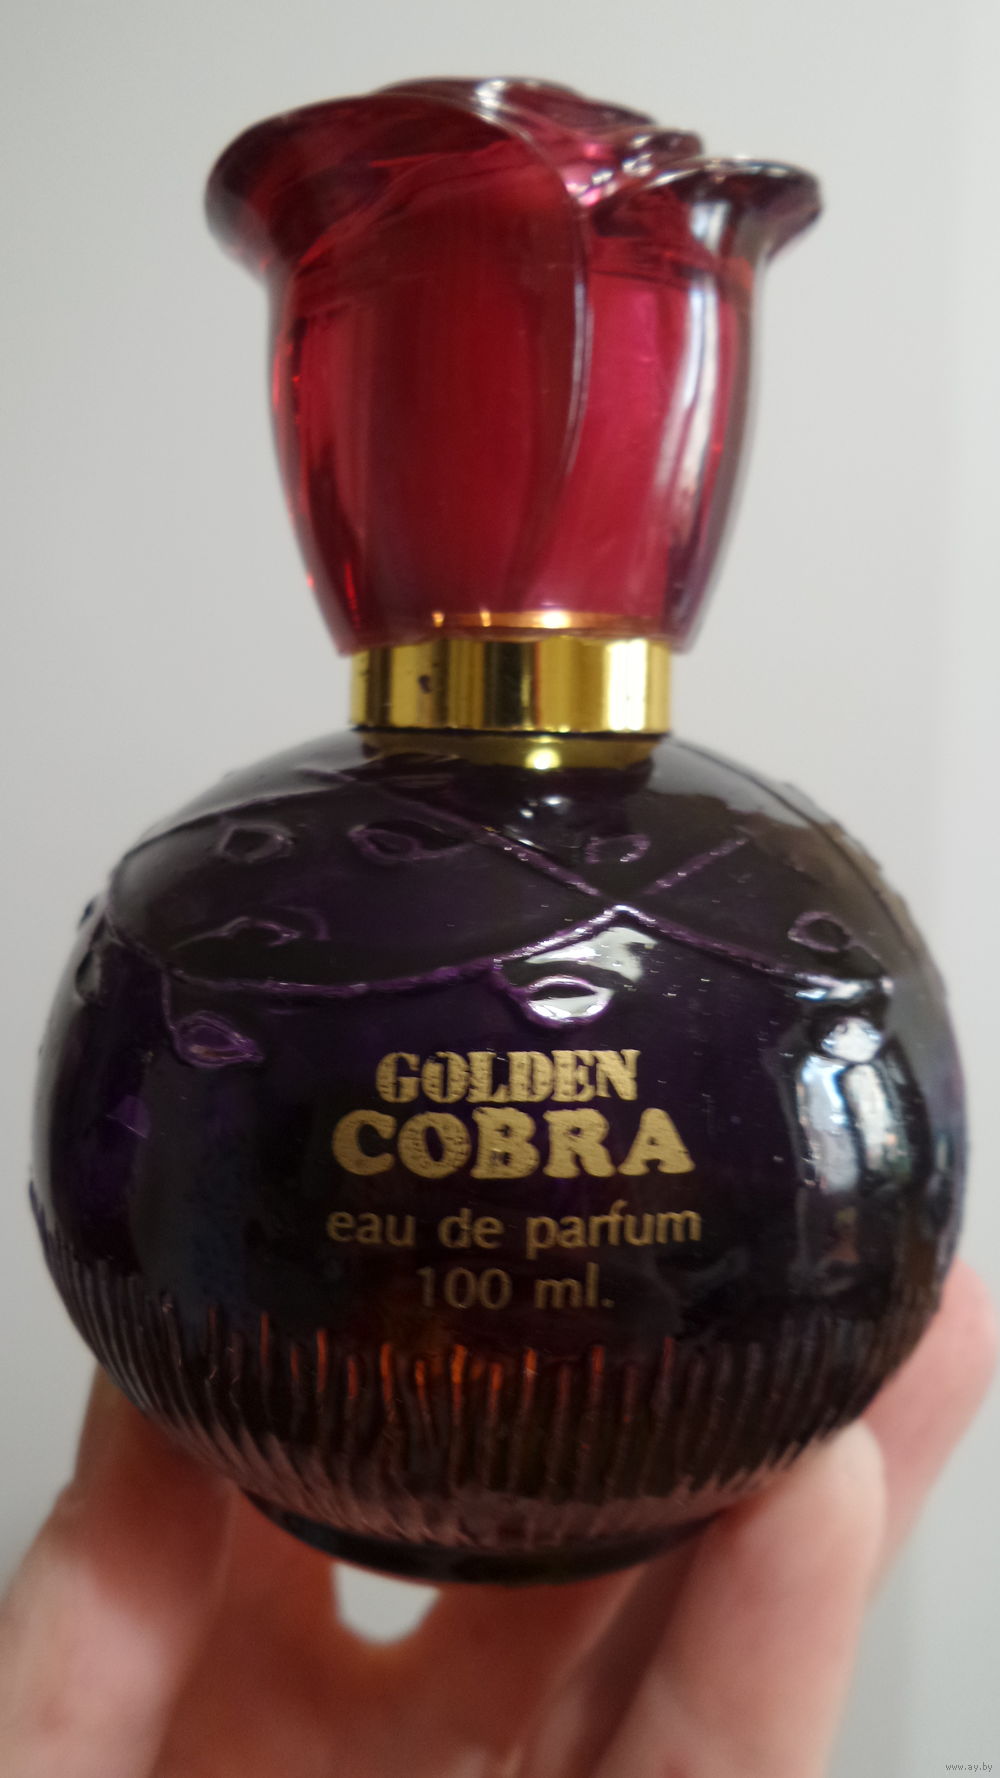 GOLDEN
COBRA
eau de parfum
100 ml.
www.ay.by